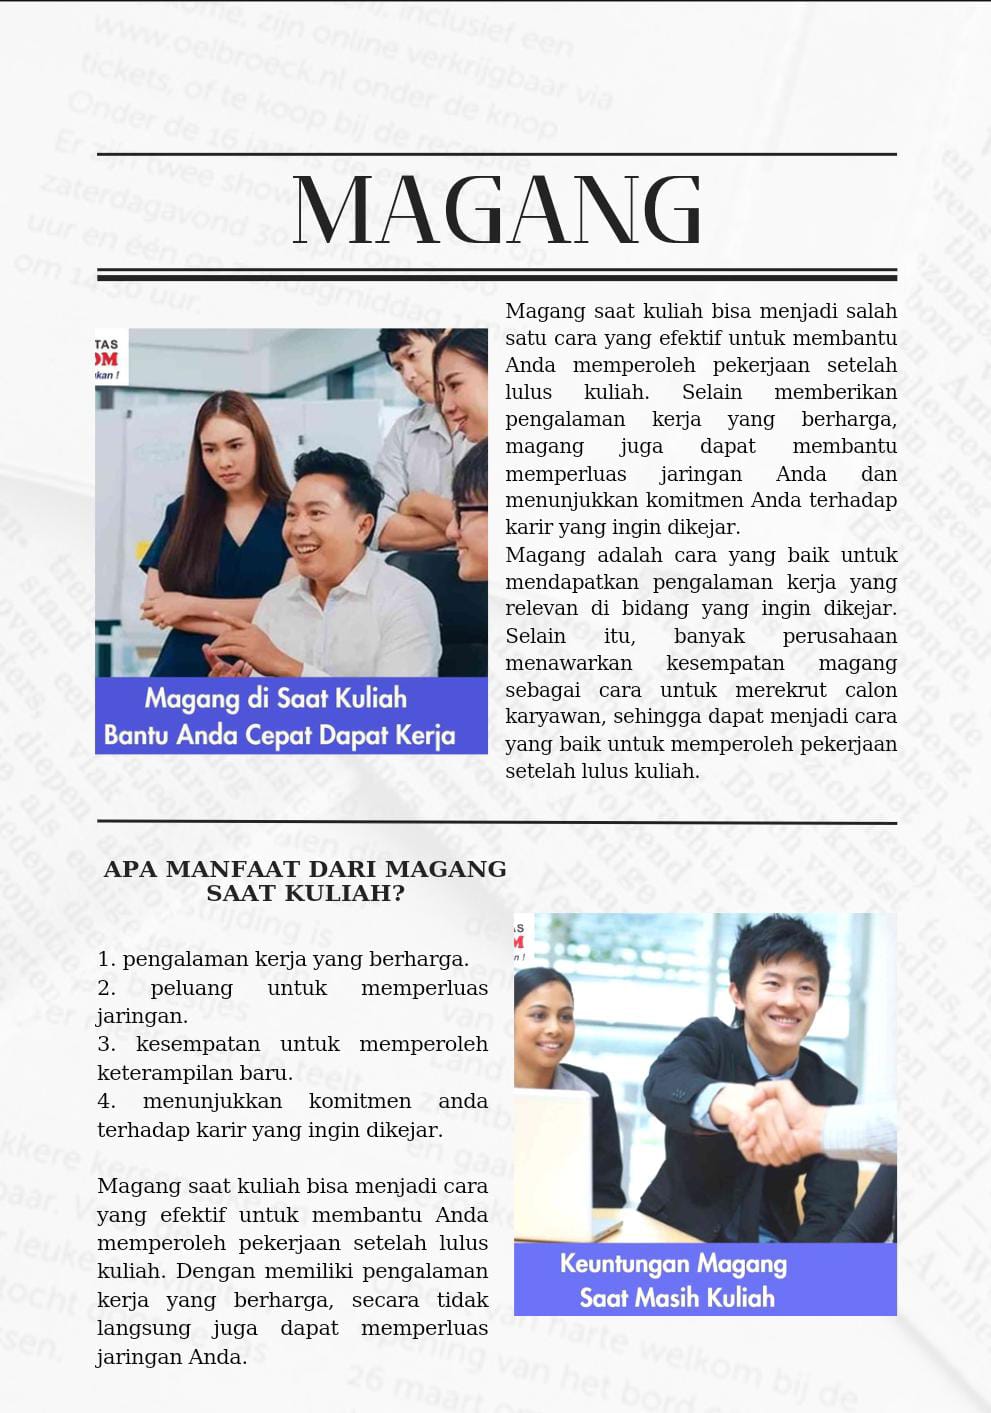 MAGANG
TAS
OM
kan !
Magang di Saat Kuliah
Bantu Anda Cepat Dapat Kerja
Magang saat kuliah bisa menjadi salah
satu cara yang efektif untuk membantu
Anda memperoleh pekerjaan setelah
lulus kuliah. Selain memberikan
pengalaman kerja yang berharga,
magang juga dapat membantu
memperluas jaringan Anda dan
menunjukkan komitmen Anda terhadap
karir yang ingin dikejar.
Magang adalah cara yang baik untuk
mendapatkan pengalaman kerja yang
relevan di bidang yang ingin dikejar.
Selain itu, banyak perusahaan
menawarkan kesempatan magang
sebagai cara untuk merekrut calon
karyawan, sehingga dapat menjadi cara
yang baik untuk memperoleh pekerjaan
setelah lulus kuliah.
APA MANFAAT DARI MAGANG
SAAT KULIAH?
1. pengalaman kerja yang berharga.
2. peluang untuk memperluas
jaringan.
3. kesempatan untuk memperoleh
keterampilan baru.
4. menunjukkan komitmen anda
terhadap karir yang ingin dikejar.
Magang saat kuliah bisa menjadi cara
yang efektif untuk membantu Anda
memperoleh pekerjaan setelah lulus
kuliah. Dengan memiliki pengalaman
kerja yang berharga, secara tidak
langsung juga dapat memperluas
jaringan Anda.
Keuntungan Magang
Saat Masih Kuliah